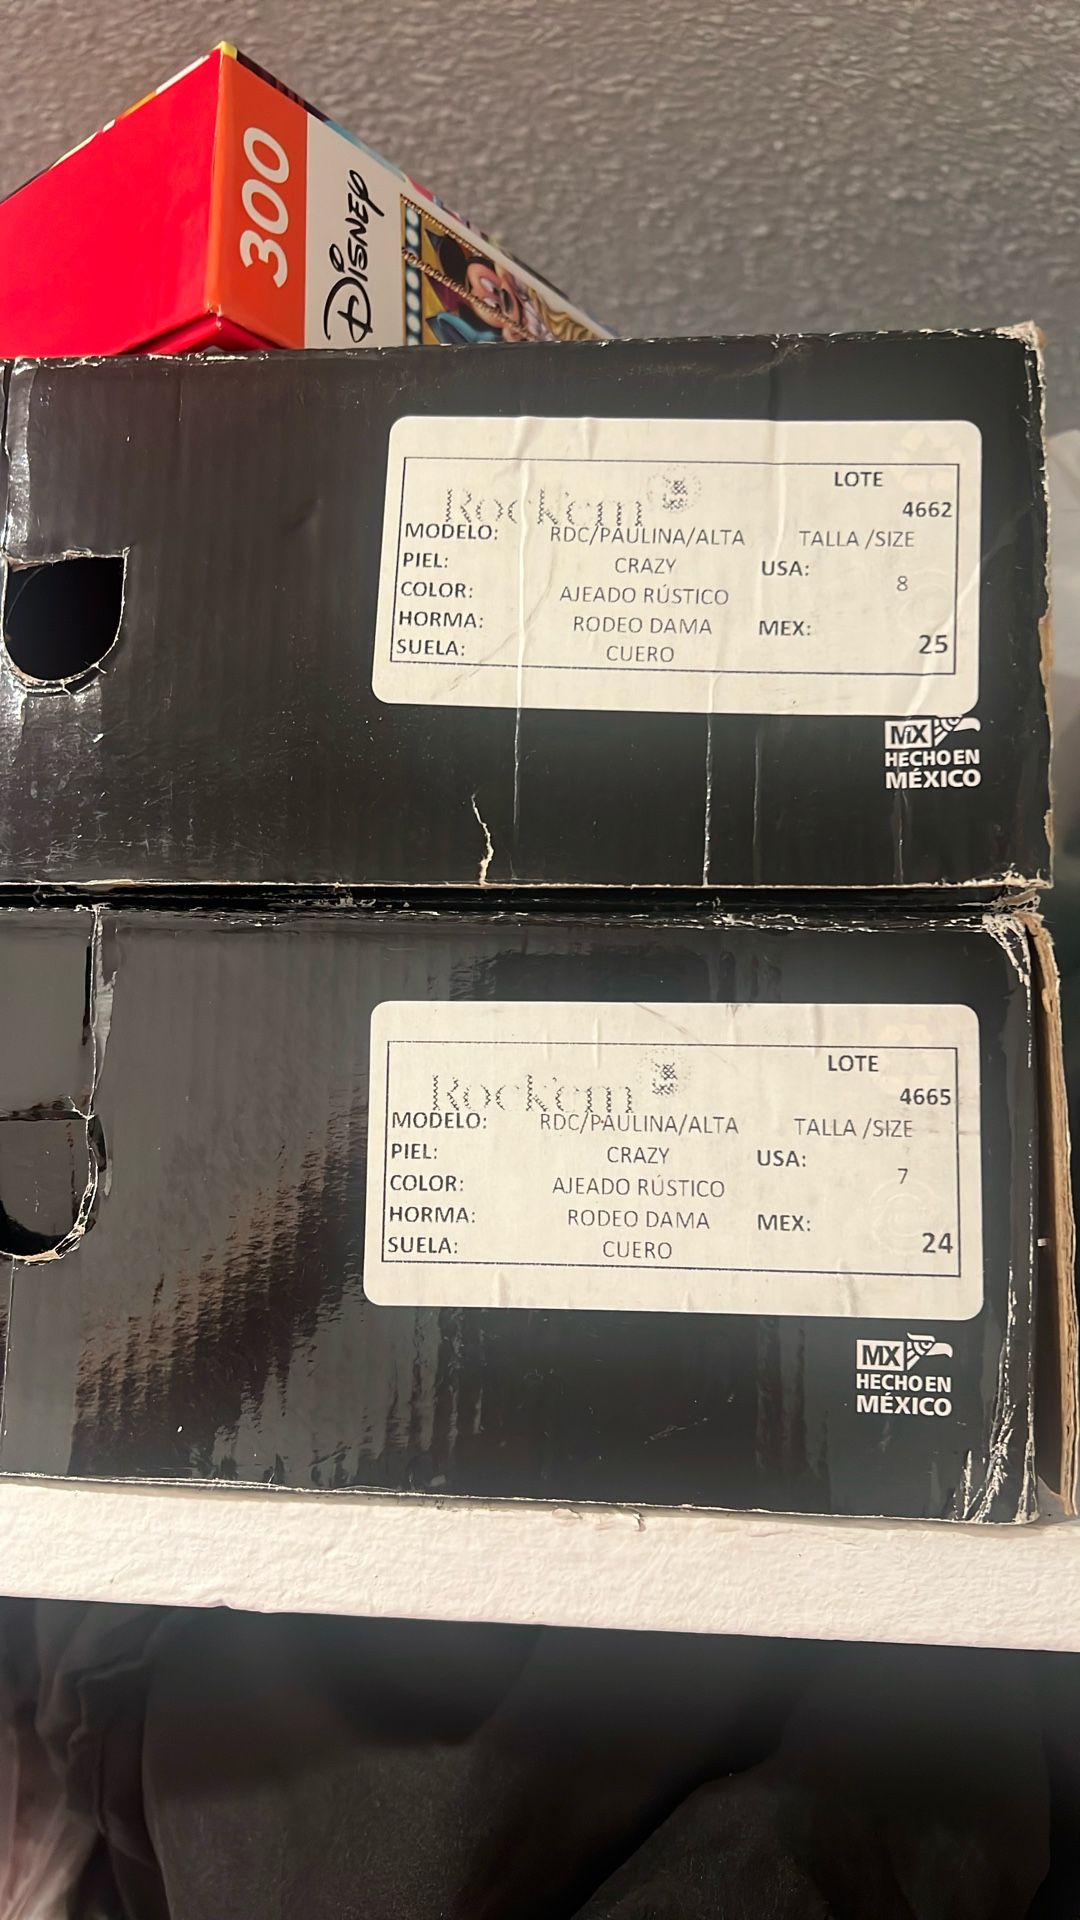 300
Disney
Rock'em
LOTE
4662
MODELO: RDC/PAULINA/ALTA TALLA /SIZE
PIEL: CRAZY USA: 8
COLOR: AJEADO RÚSTICO
HORMA: RODEO DAMA MEX: 25
SUELA: CUERO
MX
HECHO EN
MÉXICO
Rock'em
LOTE
4665
MODELO: RDC/PAULINA/ALTA TALLA /SIZE
PIEL: CRAZY USA: 7
COLOR: AJEADO RÚSTICO
HORMA: RODEO DAMA MEX: 24
SUELA: CUERO
MX
HECHO EN
MÉXICO